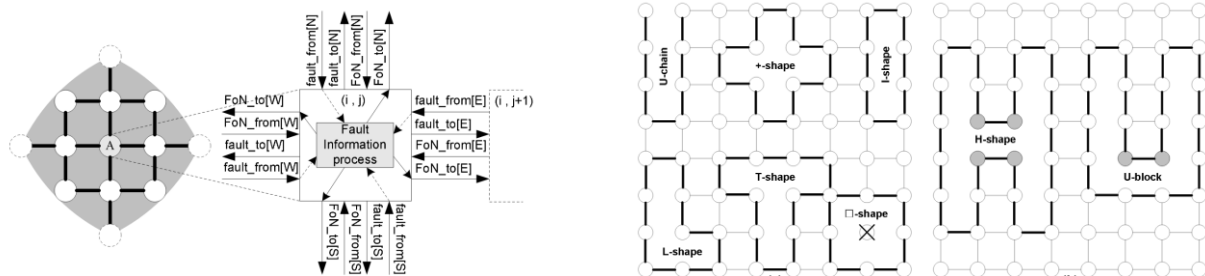 A
fault_from[N]
fault_to[N]
FoN_from[N]
FoN_to[N]
FoN_to[W]
FoN_from[W]
fault_to[W]
fault_from[W]
(i , j)
Fault
Information
process
fault_from[E]
fault_to[E]
FoN_from[E]
FoN_to[E]
(i , j+1)
FoN_to[S]
FoN_from[S]
fault_to[S]
fault_from[S]
U-chain
+-shape
I-shape
T-shape
L-shape
□-shape
H-shape
U-block